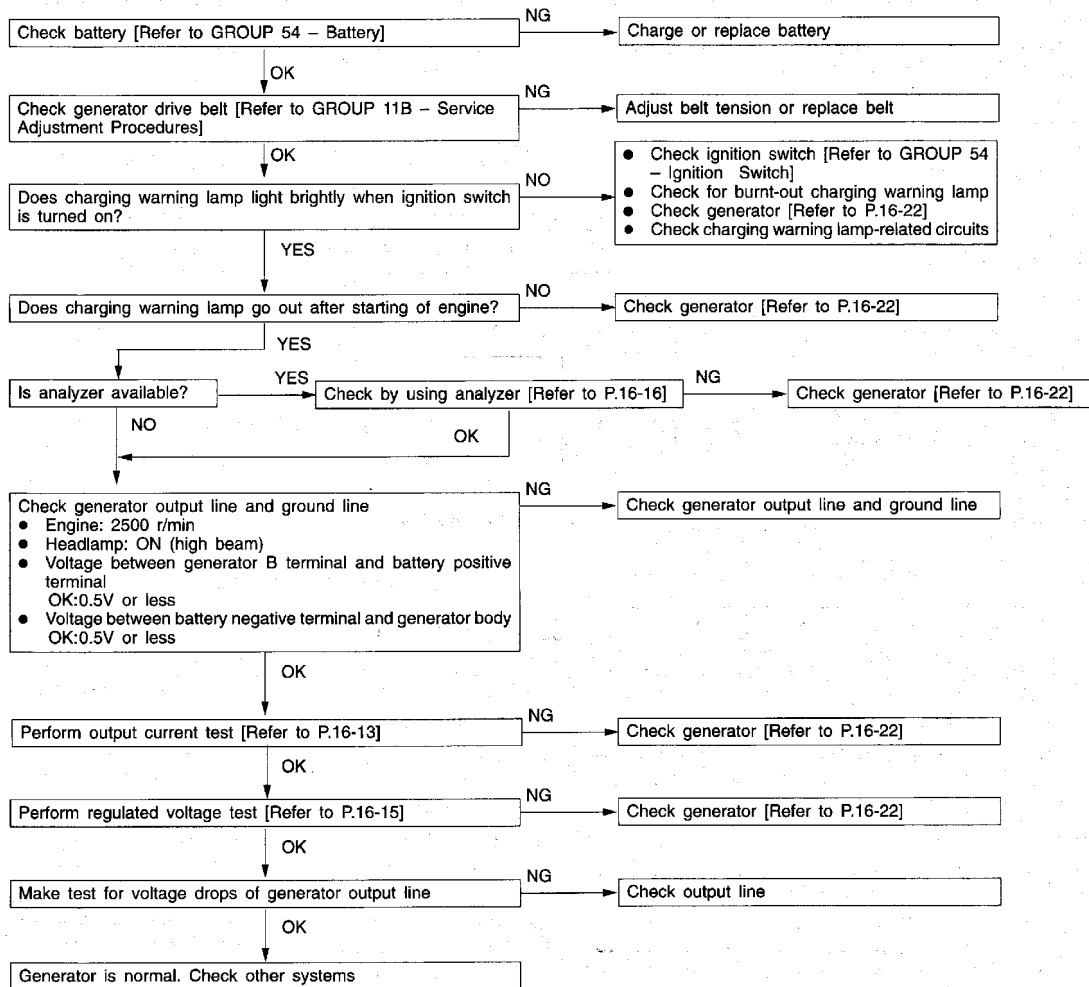 Check battery [Refer to GROUP 54 – Battery]
NG
Charge or replace battery
OK
Check generator drive belt [Refer to GROUP 11B – Service
Adjustment Procedures]
NG
Adjust belt tension or replace belt
OK
Does charging warning lamp light brightly when ignition switch
is turned on?
NO
● Check ignition switch [Refer to GROUP 54
– Ignition Switch]
● Check for burnt-out charging warning lamp
● Check generator [Refer to P.16-22]
● Check charging warning lamp-related circuits
YES
Does charging warning lamp go out after starting of engine?
NO
Check generator [Refer to P.16-22]
YES
Is analyzer available?
YES
Check by using analyzer [Refer to P.16-16]
NG
Check generator [Refer to P.16-22]
NO
OK
Check generator output line and ground line
● Engine: 2500 r/min
● Headlamp: ON (high beam)
● Voltage between generator B terminal and battery positive
terminal
OK:0.5V or less
● Voltage between battery negative terminal and generator body
OK:0.5V or less
NG
Check generator output line and ground line
OK
Perform output current test [Refer to P.16-13]
NG
Check generator [Refer to P.16-22]
OK
Perform regulated voltage test [Refer to P.16-15]
NG
Check generator [Refer to P.16-22]
OK
Make test for voltage drops of generator output line
NG
Check output line
OK
Generator is normal. Check other systems